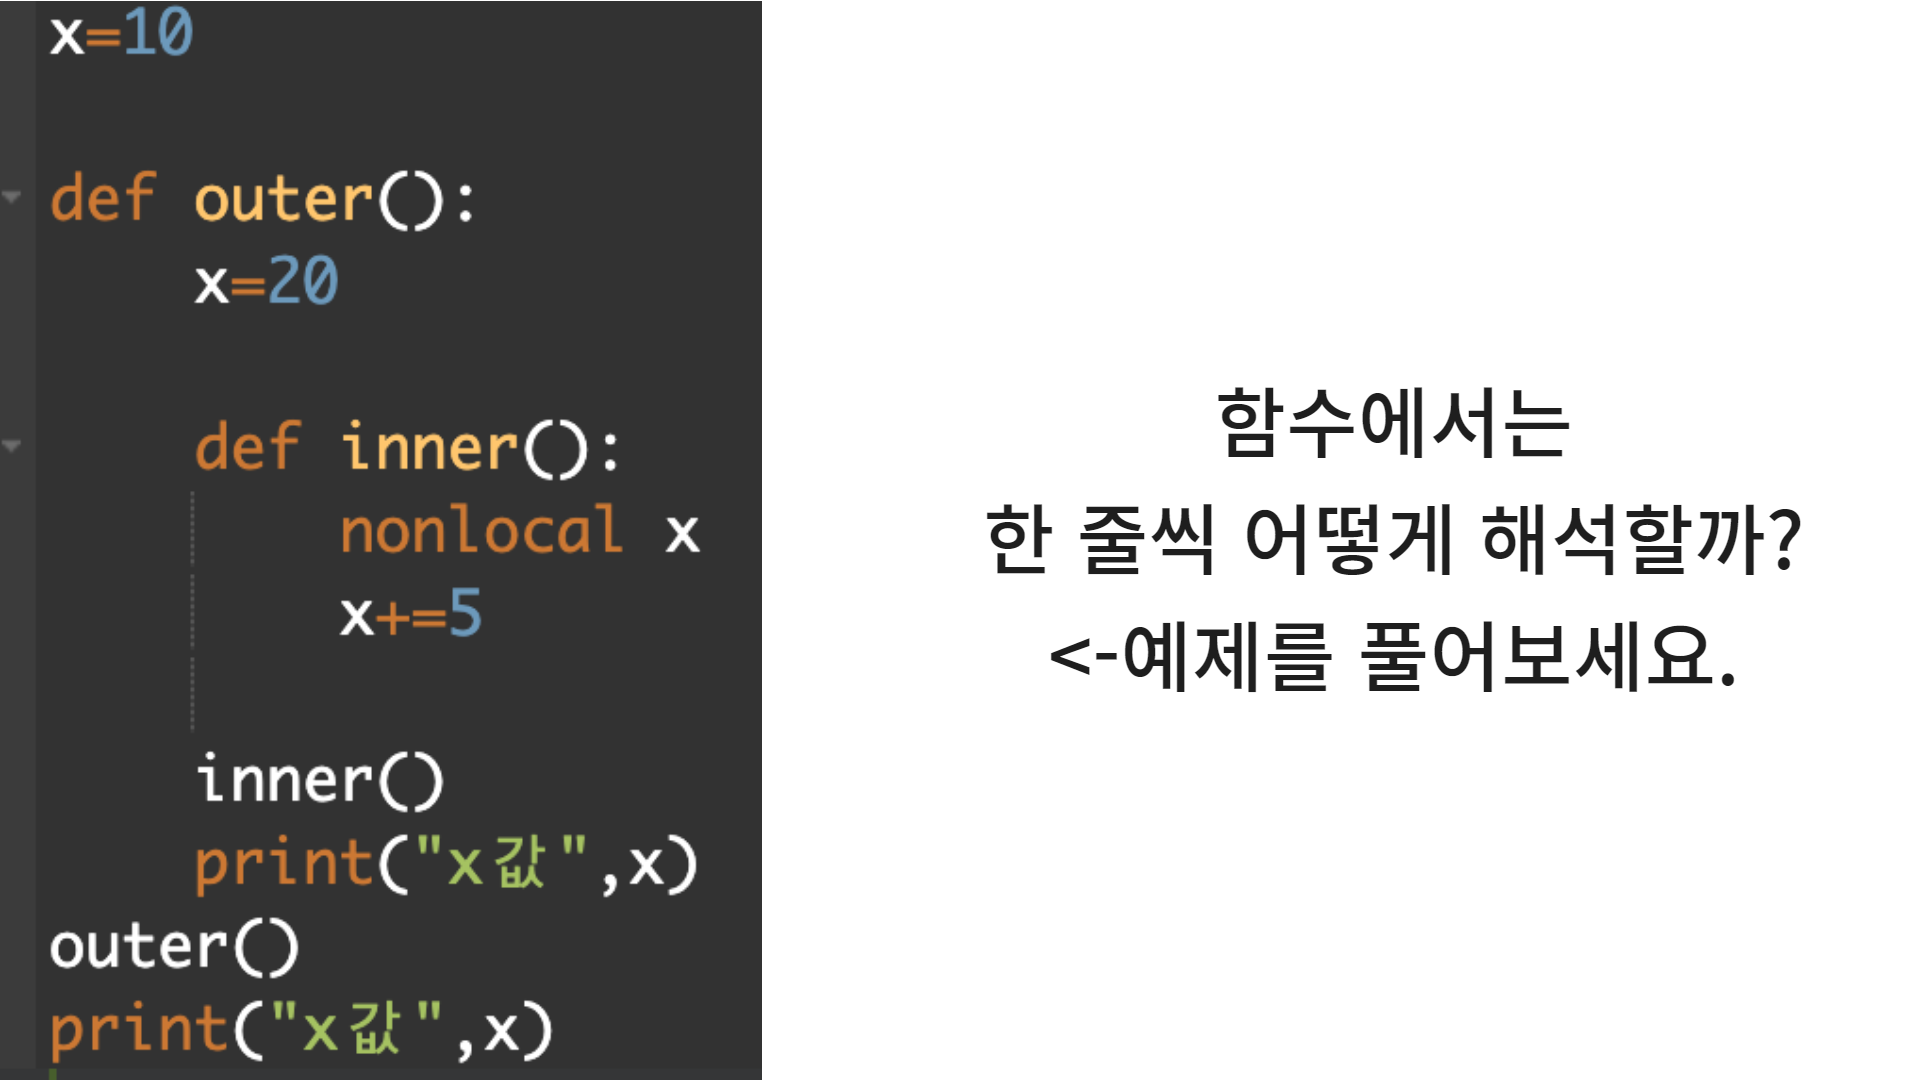 x=10
def outer():
x=20
def inner():
nonlocal x
x+=5
inner()
print("x값",x)
outer()
print("x값",x)
함수에서는
한 줄씩 어떻게 해석할까?
<-예제를 풀어보세요.